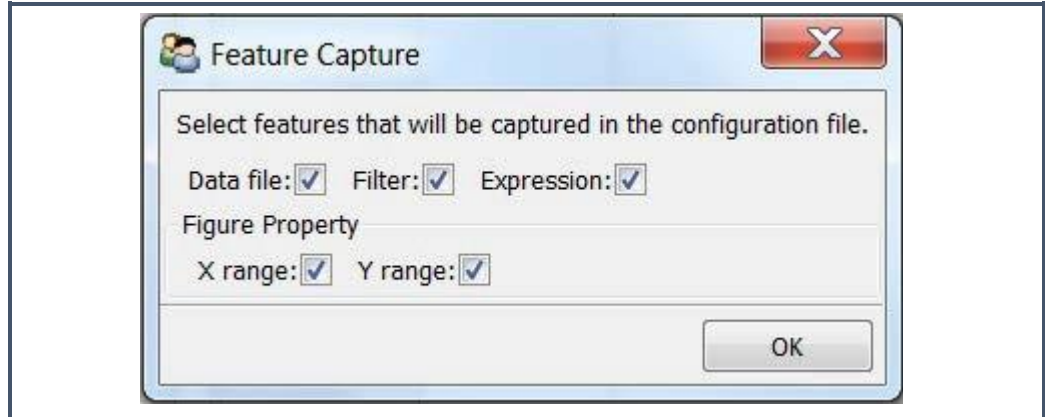 Feature Capture
Select features that will be captured in the configuration file.
Data file: Filter: Expression:
Figure Property
X range: Y range:
OK